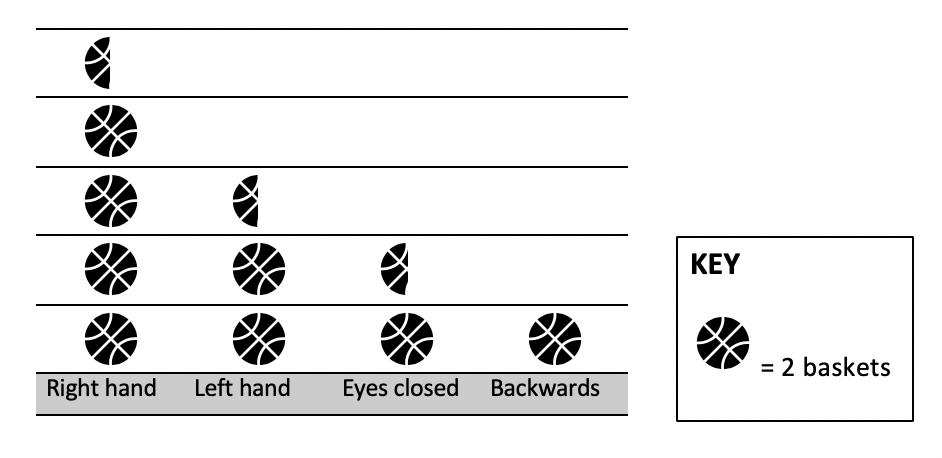 Right hand
Left hand
Eyes closed
Backwards
KEY
= 2 baskets